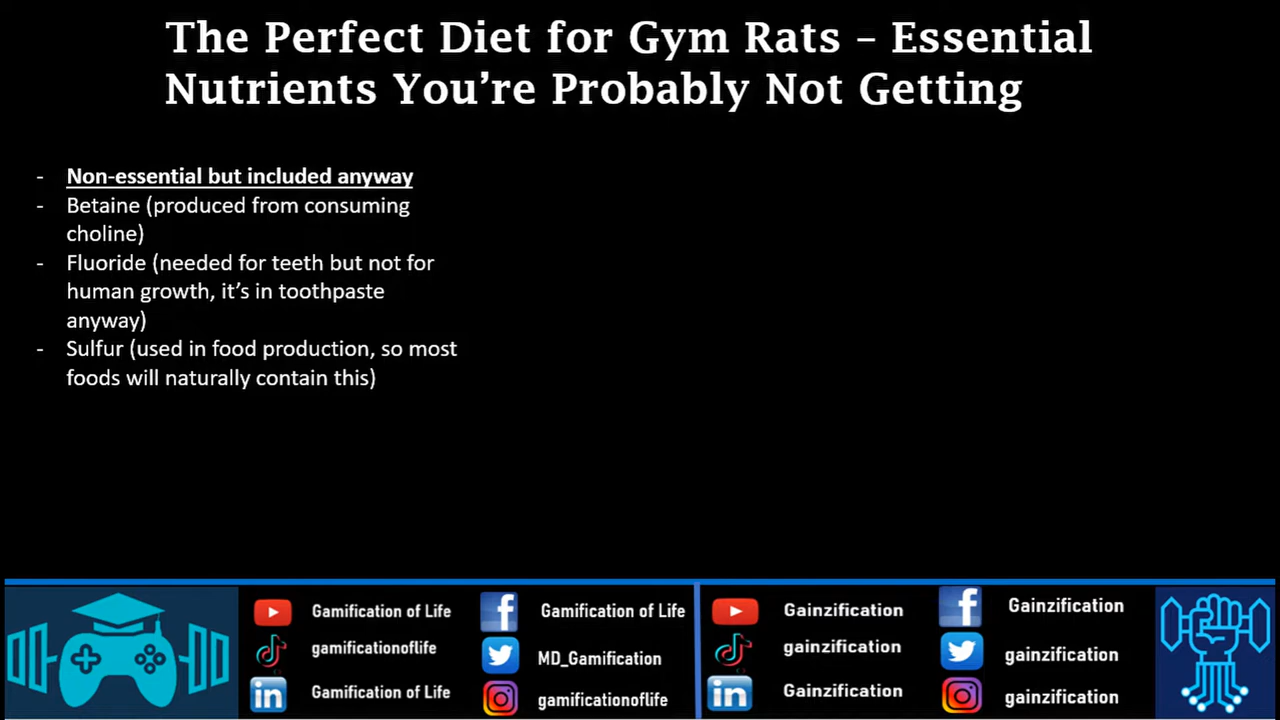 The Perfect Diet for Gym Rats – Essential
Nutrients You’re Probably Not Getting
- Non-essential but included anyway
- Betaine (produced from consuming
choline)
- Fluoride (needed for teeth but not for
human growth, it’s in toothpaste
anyway)
- Sulfur (used in food production, so most
foods will naturally contain this)
Gamification of Life
gamificationoflife
Gamification of Life
Gamification of Life
MD_Gamification
gamificationoflife
Gainzification
gainzification
Gainzification
Gainzification
gainzification
gainzification